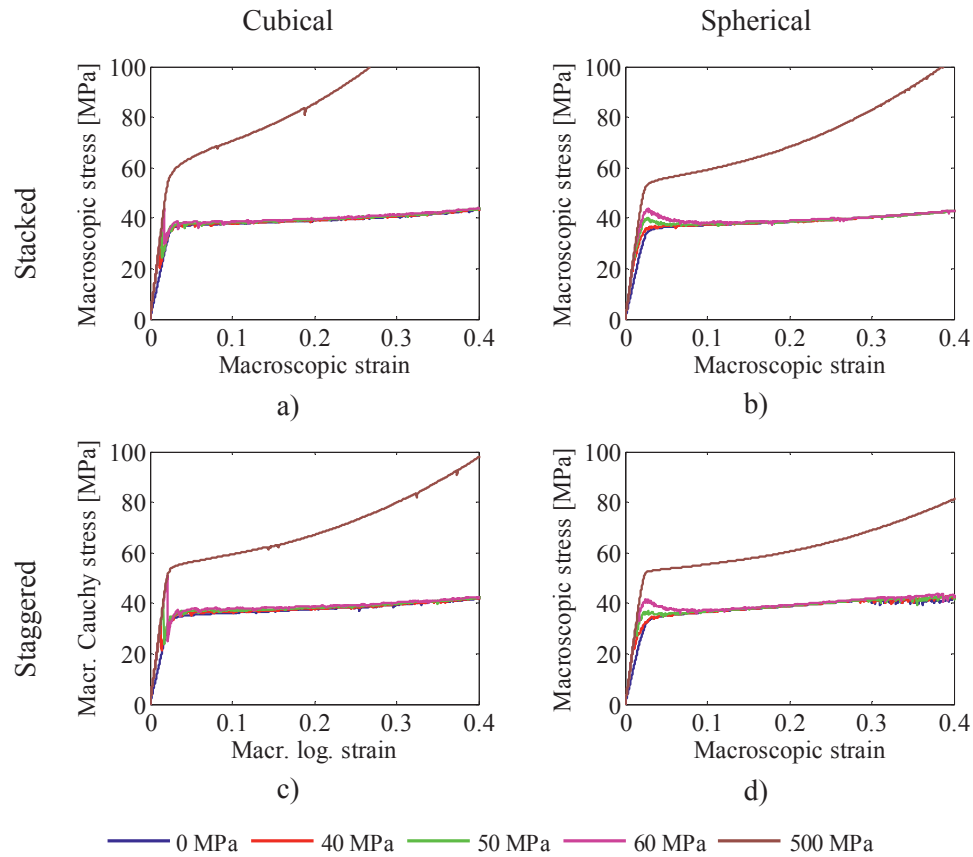 Cubical
Spherical
Stacked
Macroscopic stress [MPa]
100
80
60
40
20
0
0 0.1 0.2 0.3 0.4
Macroscopic strain
a)
Macroscopic stress [MPa]
100
80
60
40
20
0
0 0.1 0.2 0.3 0.4
Macroscopic strain
b)
Staggered
Macr. Cauchy stress [MPa]
100
80
60
40
20
0
0 0.1 0.2 0.3 0.4
Macr. log. strain
c)
Macroscopic stress [MPa]
100
80
60
40
20
0
0 0.1 0.2 0.3 0.4
Macroscopic strain
d)
0 MPa 40 MPa 50 MPa 60 MPa 500 MPa